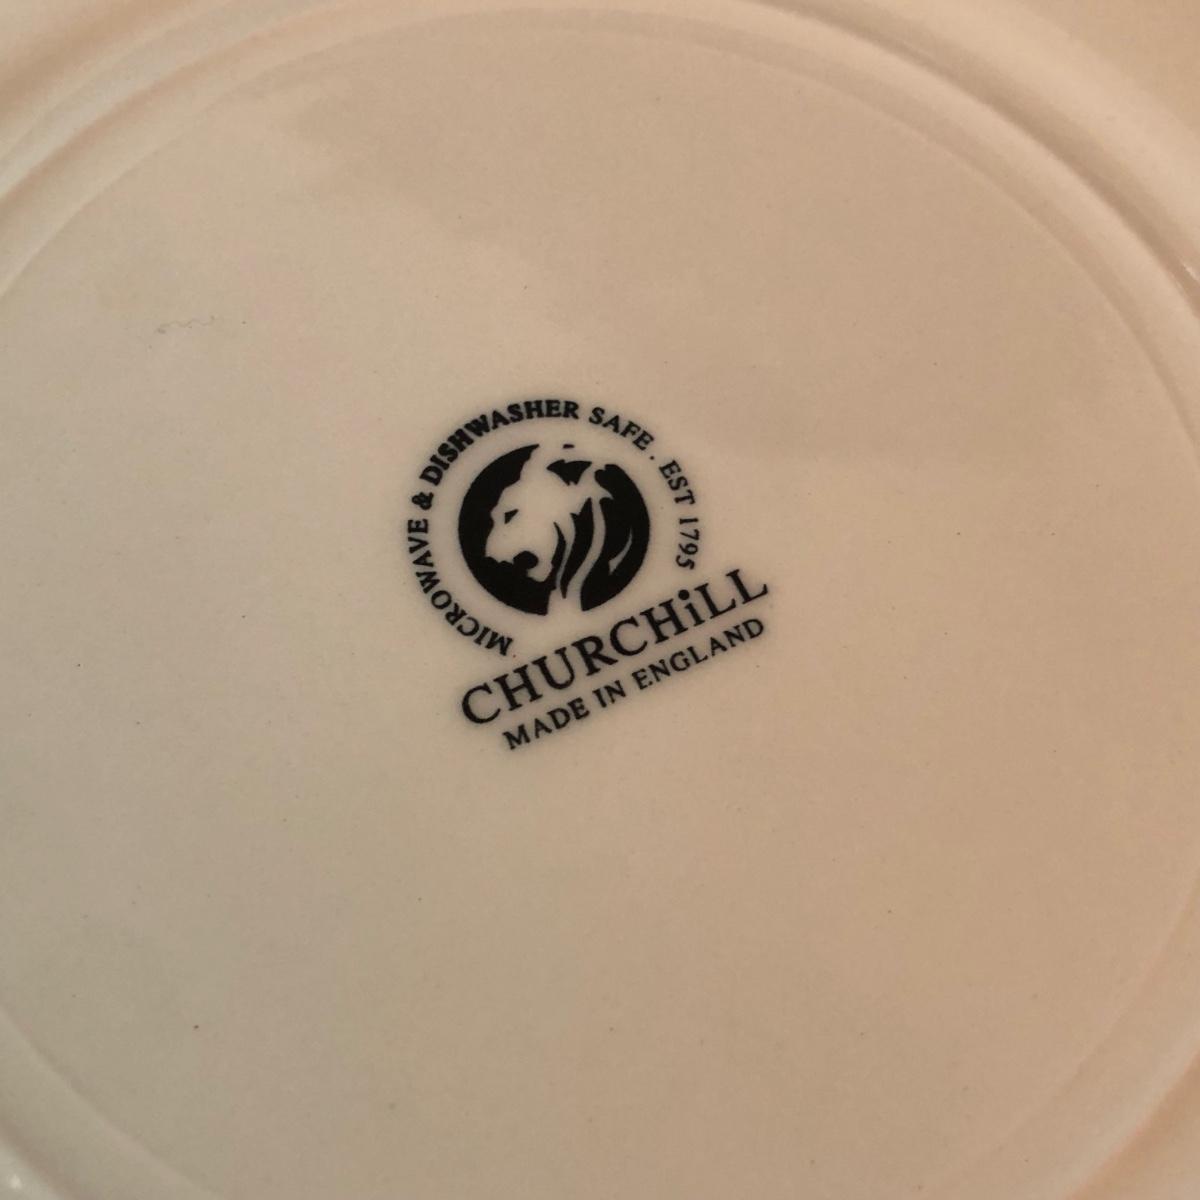 MICROWAVE & DISHWASHER SAFE . EST 1795
CHURCHiLL
MADE IN ENGLAND